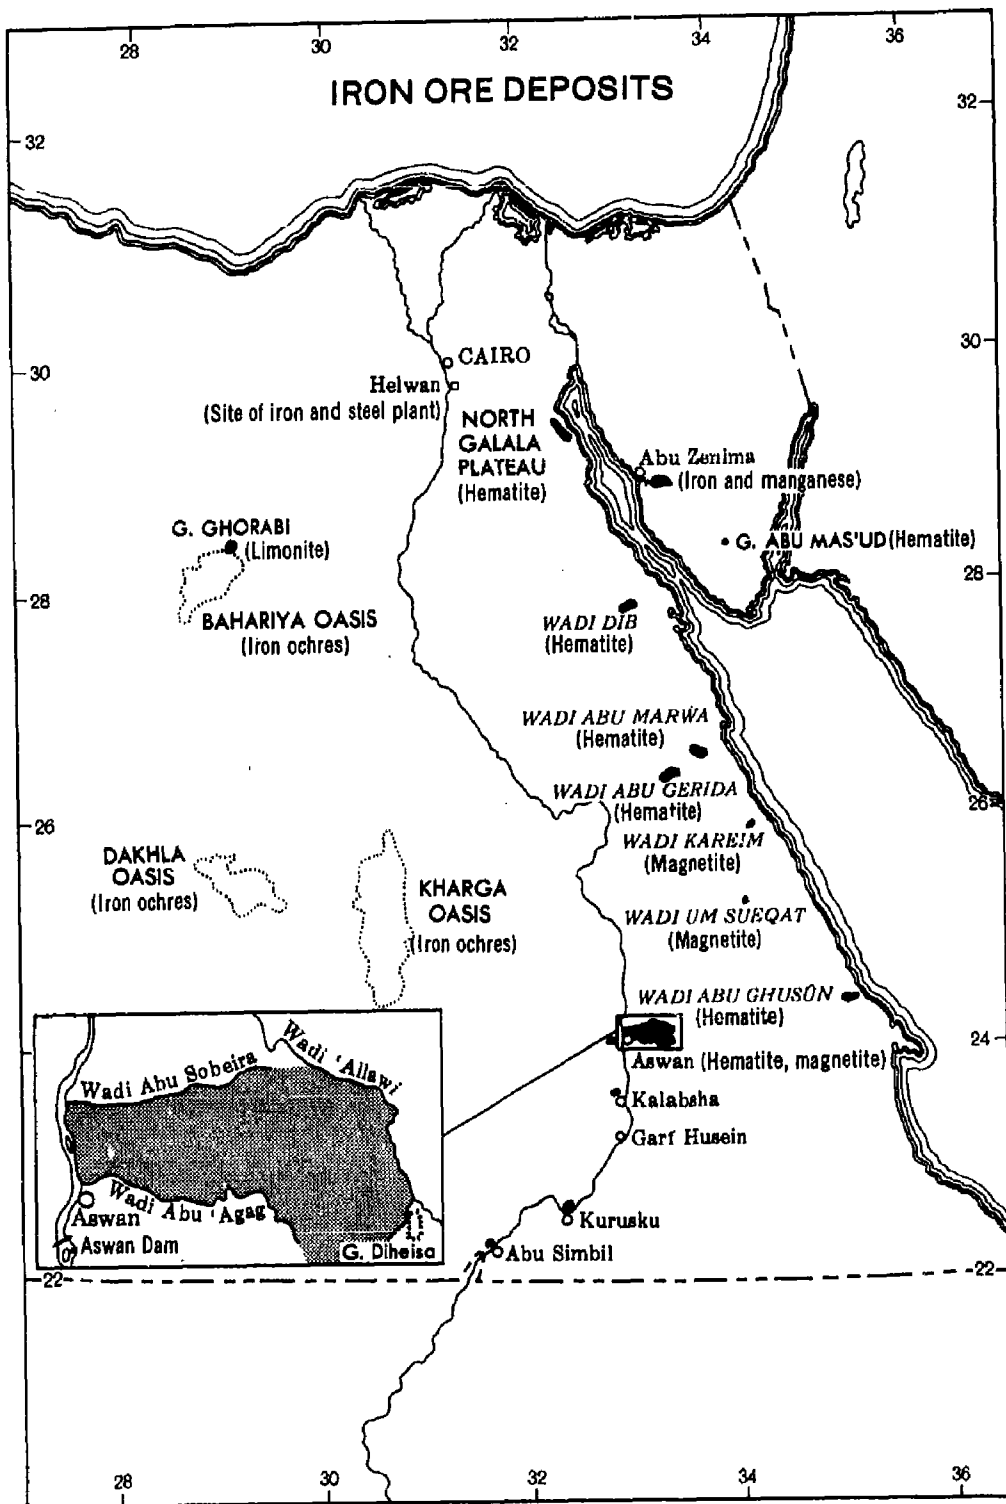 28
30
32
34
36
IRON ORE DEPOSITS
32
32
30
CAIRO
30
Helwan
(Site of iron and steel plant)
NORTH
GALALA
PLATEAU
(Hematite)
Abu Zenima
(Iron and manganese)
G. GHORABI
(Limonite)
G. ABU MAS'UD (Hematite)
28
28
BAHARIYA OASIS
(Iron ochres)
WADI DIB
(Hematite)
WADI ABU MARWA
(Hematite)
WADI ABU GERIDA
(Hematite)
26
26
WADI KAREIM
(Magnetite)
DAKHLA
OASIS
(Iron ochres)
KHARGA
OASIS
(Iron ochres)
WADI UM SUEQAT
(Magnetite)
WADI ABU GHUSÛN
(Hematite)
24
Aswan (Hematite, magnetite)
Wadi Abu Sobeira
Wadi 'Allawi
Kalabsha
Garf Husein
Wadi Abu 'Agag
Aswan
Aswan Dam
G. Diheisa
Kurusku
Abu Simbil
22
22
28
30
32
34
36